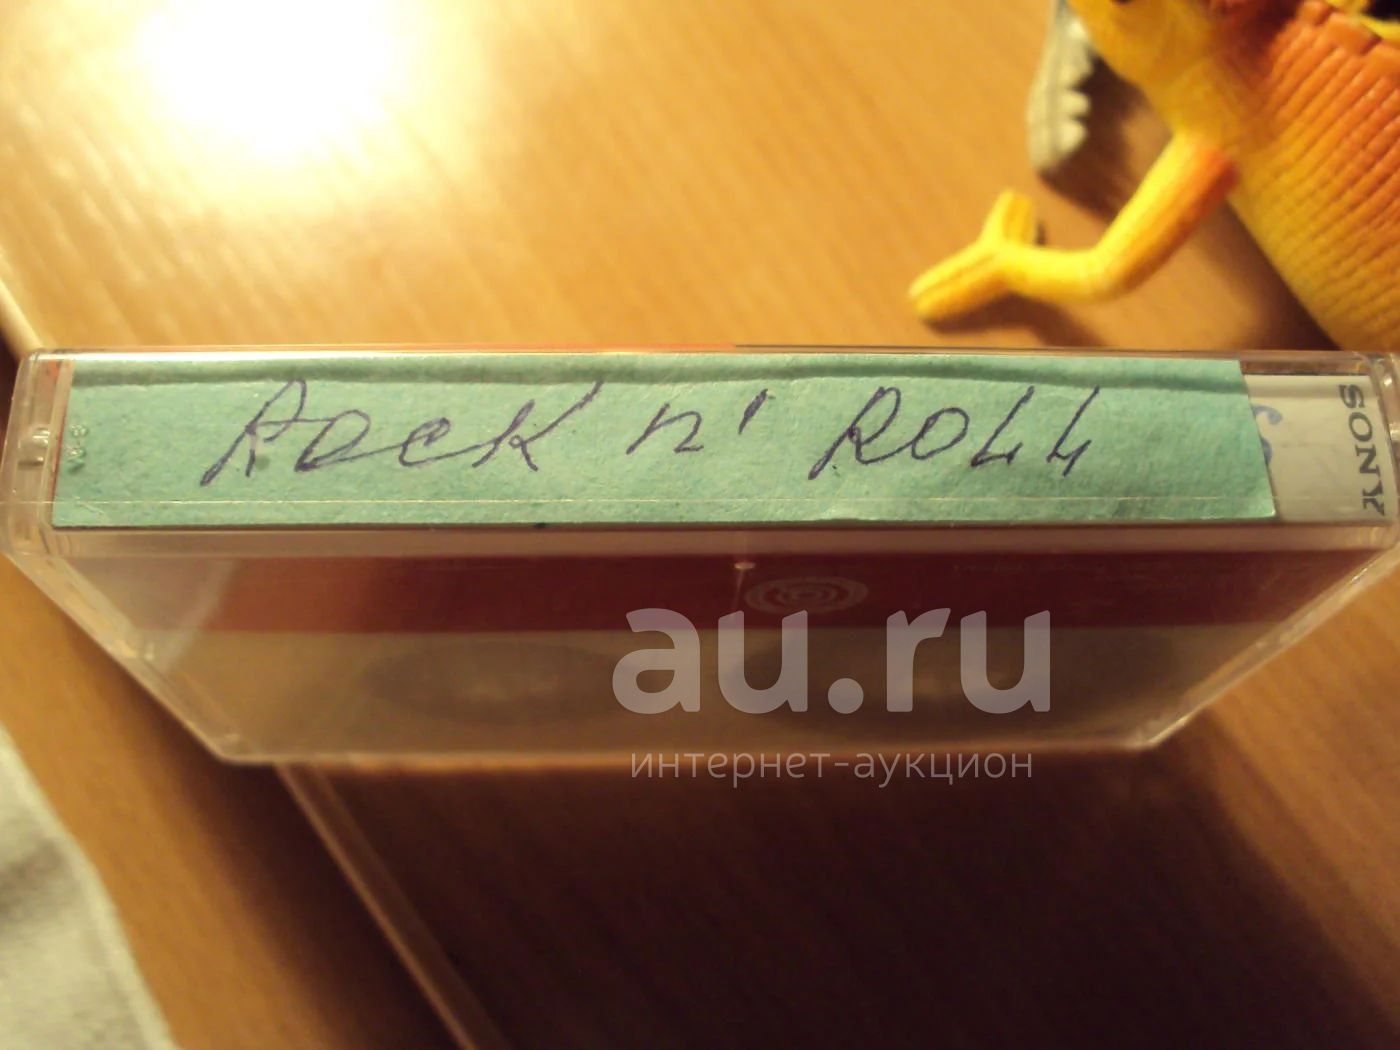 Rock n' Roll
SONY
au.ru
интернет-аукцион